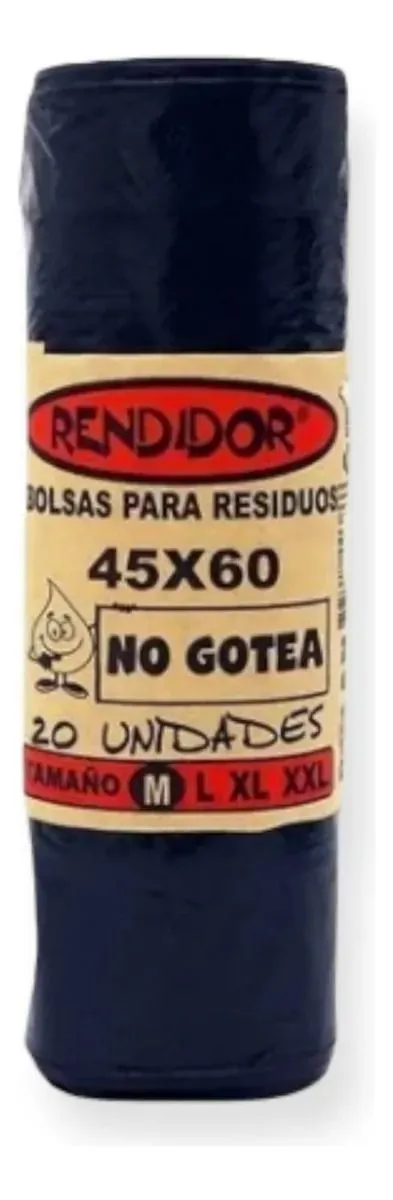 RENDIDOR®
BOLSAS PARA RESIDUOS
45X60
NO GOTEA
20 UNIDADES
TAMAÑO M L XL XXL